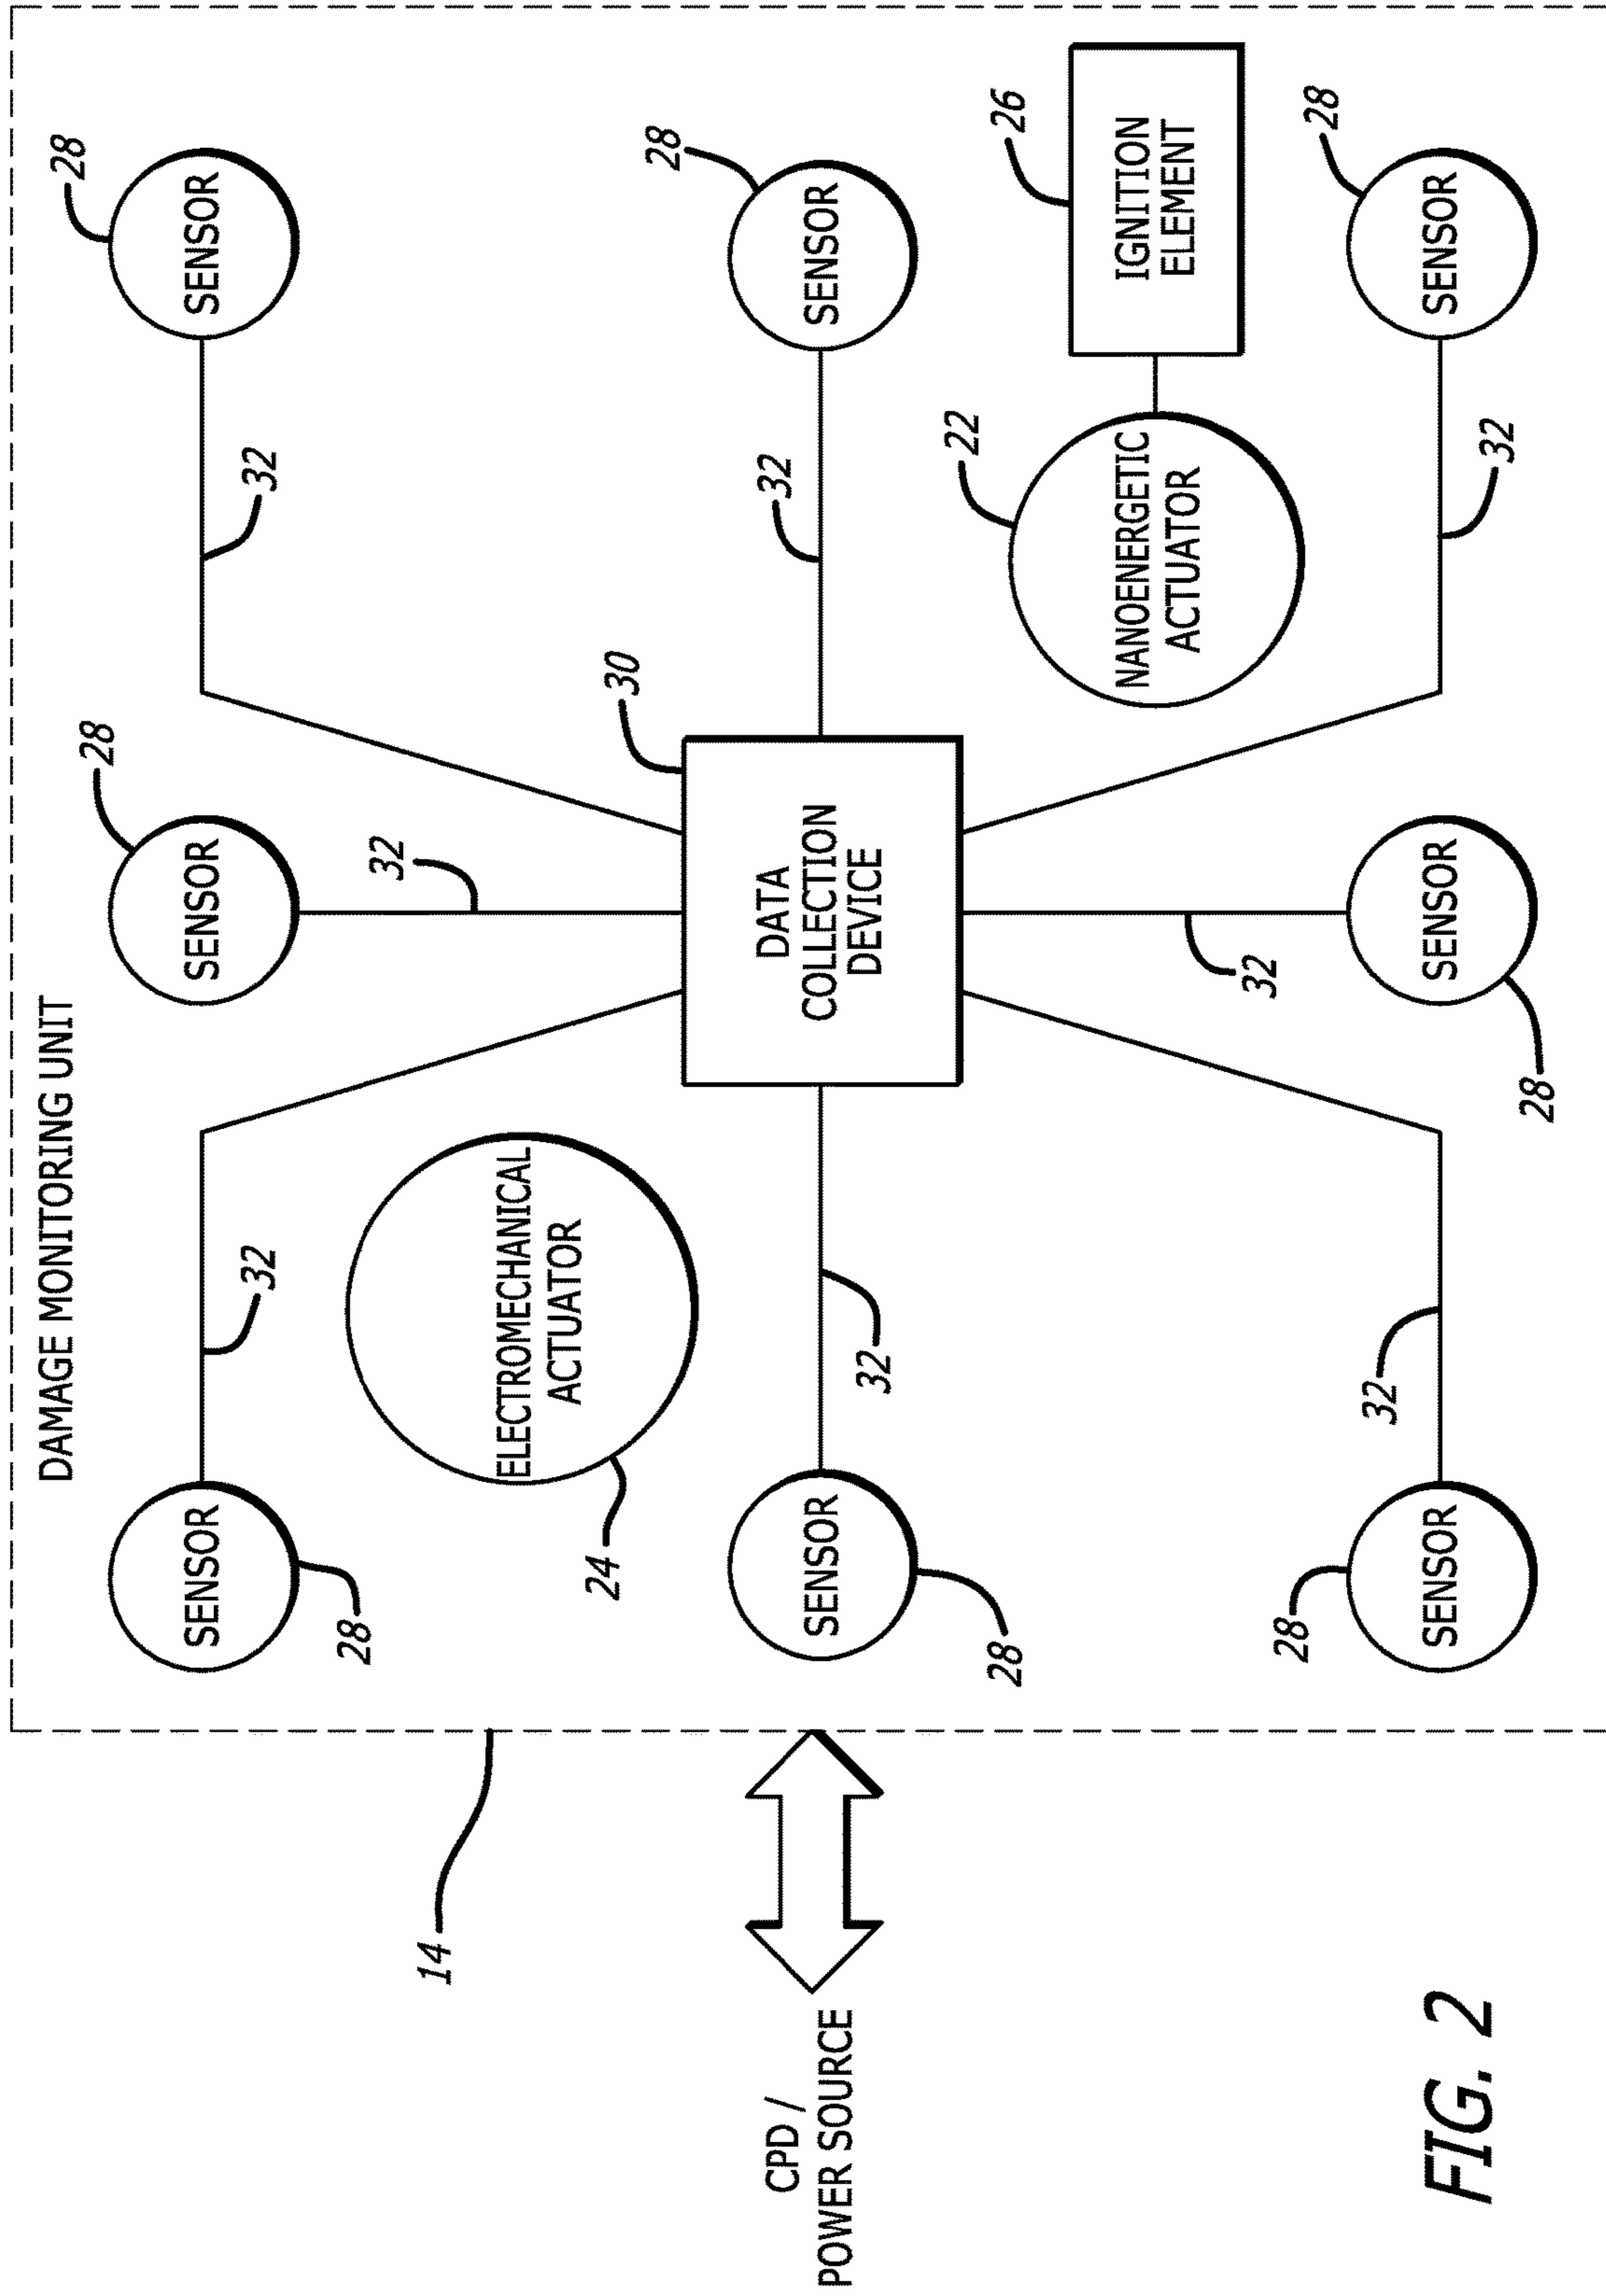 DAMAGE MONITORING UNIT
28
28
SENSOR
SENSOR
SENSOR
32
32
28
32
14
ELECTROMECHANICAL
ACTUATOR
24
30
28
32
CPD /
POWER SOURCE
SENSOR
DATA
COLLECTION
DEVICE
SENSOR
32
28
22
26
NANOENERGETIC
ACTUATOR
IGNITION
ELEMENT
32
28
28
32
SENSOR
SENSOR
SENSOR
32
28
FIG. 2